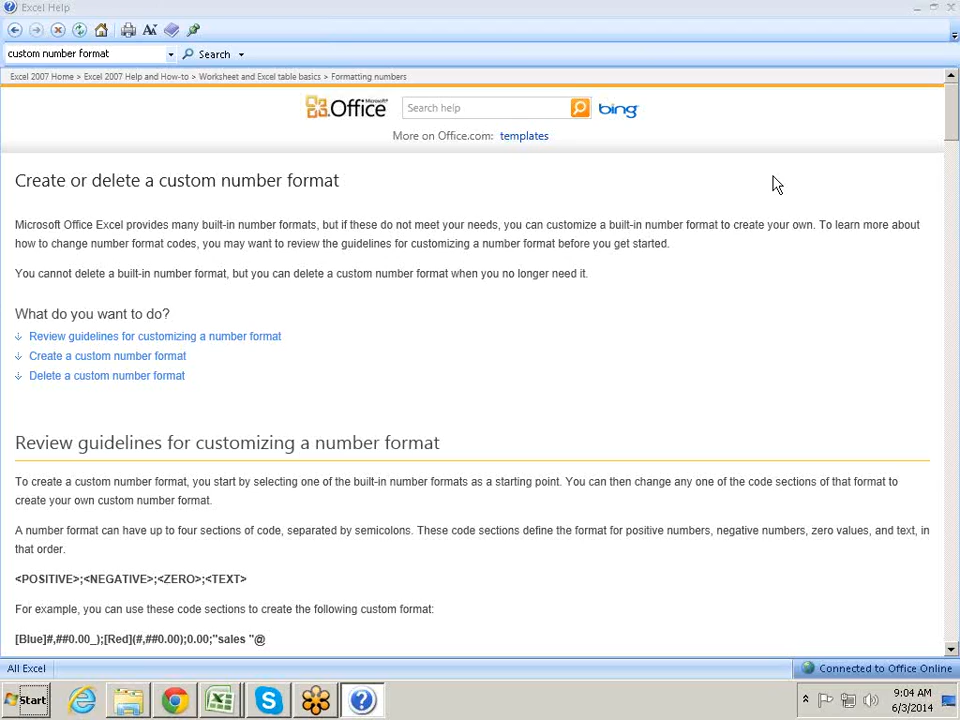 Excel Help
custom number format
Search
Excel 2007 Home > Excel 2007 Help and How-to > Worksheet and Excel table basics > Formatting numbers
Microsoft
Office
Search help
bing
More on Office.com: templates
Create or delete a custom number format
Microsoft Office Excel provides many built-in number formats, but if these do not meet your needs, you can customize a built-in number format to create your own. To learn more about
how to change number format codes, you may want to review the guidelines for customizing a number format before you get started.
You cannot delete a built-in number format, but you can delete a custom number format when you no longer need it.
What do you want to do?
Review guidelines for customizing a number format
Create a custom number format
Delete a custom number format
Review guidelines for customizing a number format
To create a custom number format, you start by selecting one of the built-in number formats as a starting point. You can then change any one of the code sections of that format to
create your own custom number format.
A number format can have up to four sections of code, separated by semicolons. These code sections define the format for positive numbers, negative numbers, zero values, and text, in
that order.
<POSITIVE>;<NEGATIVE>;<ZERO>;<TEXT>
For example, you can use these code sections to create the following custom format:
[Blue]#,##0.00_);[Red](#,##0.00);0.00;"sales "@
All Excel
Connected to Office Online
Start
9:04 AM
6/3/2014